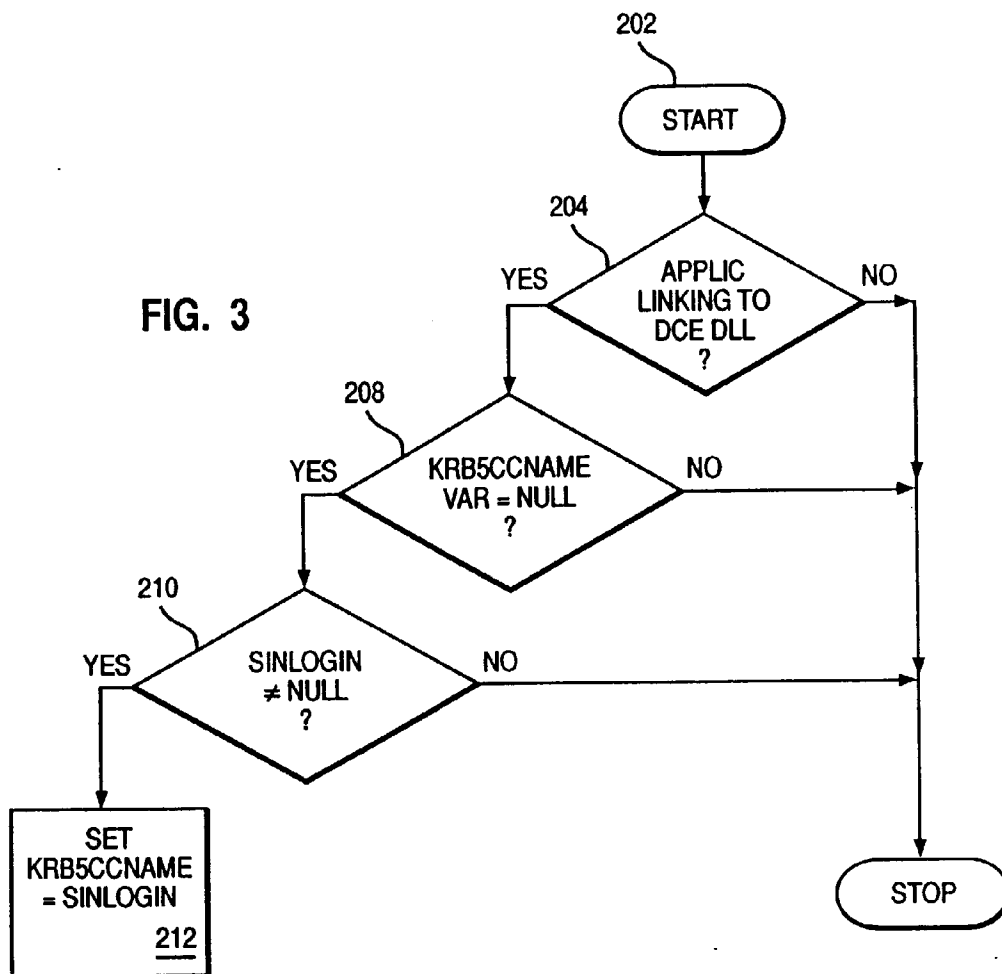 202
START
204
YES
APPLIC
LINKING TO
DCE DLL
?
NO
FIG. 3
208
YES
KRB5CCNAME
VAR = NULL
?
NO
210
YES
SINLOGIN
≠ NULL
?
NO
SET
KRB5CCNAME
= SINLOGIN
212
STOP